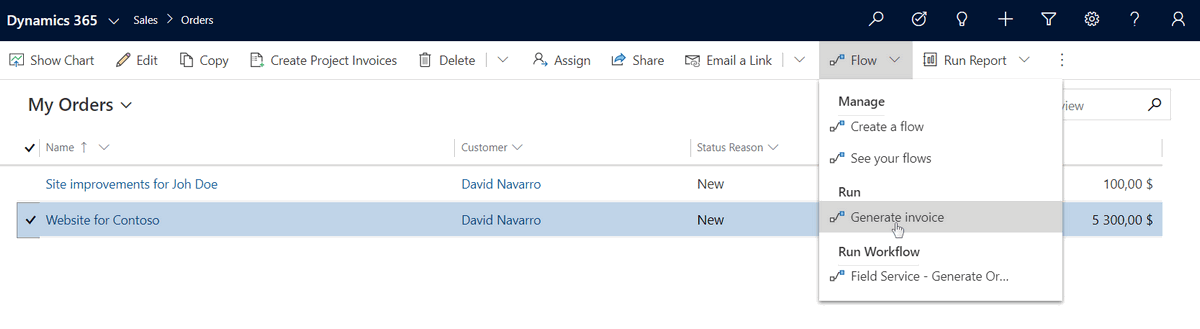 Dynamics 365 Sales > Orders
Show Chart Edit Copy Create Project Invoices Delete Assign Share Email a Link Flow Run Report
My Orders
Manage
view
Create a flow
See your flows
Run
Generate invoice
Run Workflow
Field Service - Generate Or...
Name ↑ Customer Status Reason
Site improvements for Joh Doe David Navarro New 100,00 $
Website for Contoso David Navarro New 5 300,00 $